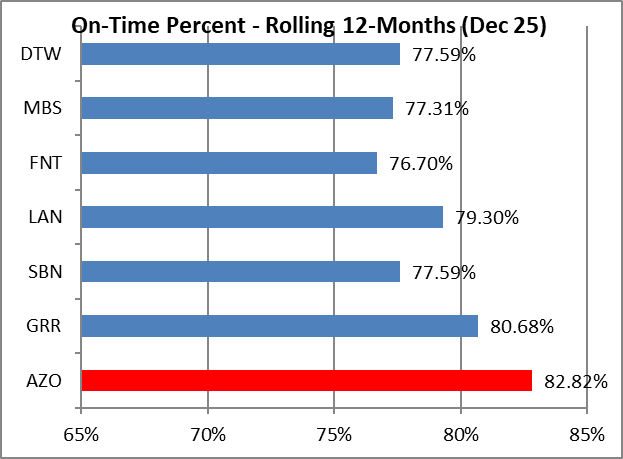 On-Time Percent - Rolling 12-Months (Dec 25)
DTW 77.59%
MBS 77.31%
FNT 76.70%
LAN 79.30%
SBN 77.59%
GRR 80.68%
AZO 82.82%
65% 70% 75% 80% 85%